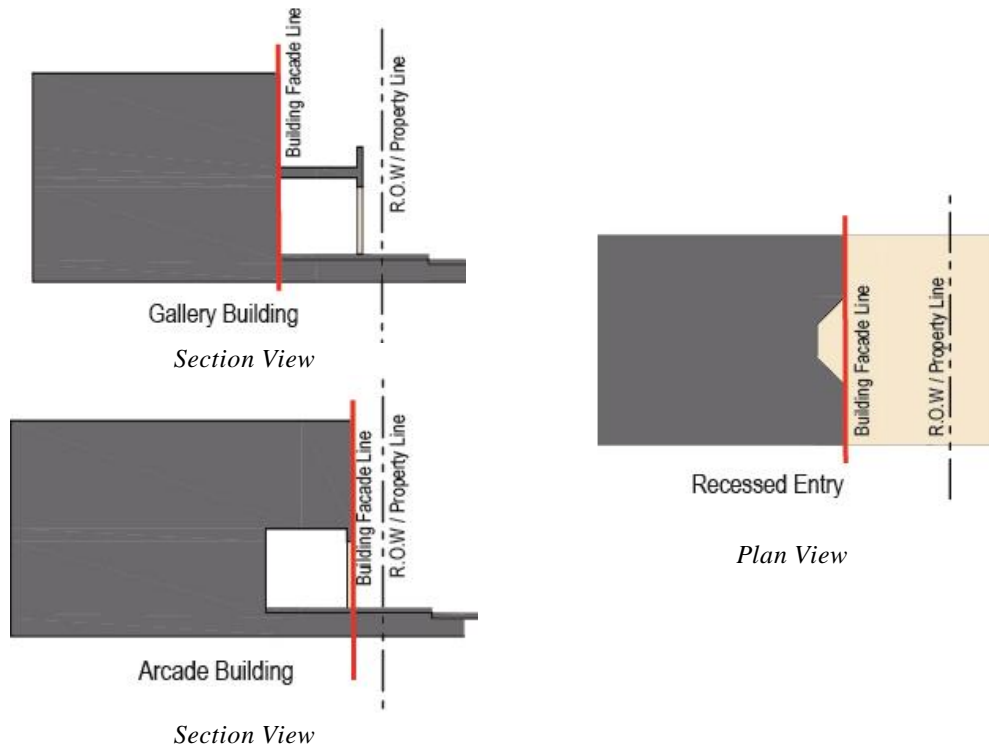 Building Facade Line
R.O.W / Property Line
Gallery Building
Section View
Building Facade Line
R.O.W / Property Line
Arcade Building
Section View
Building Facade Line
R.O.W / Property Line
Recessed Entry
Plan View